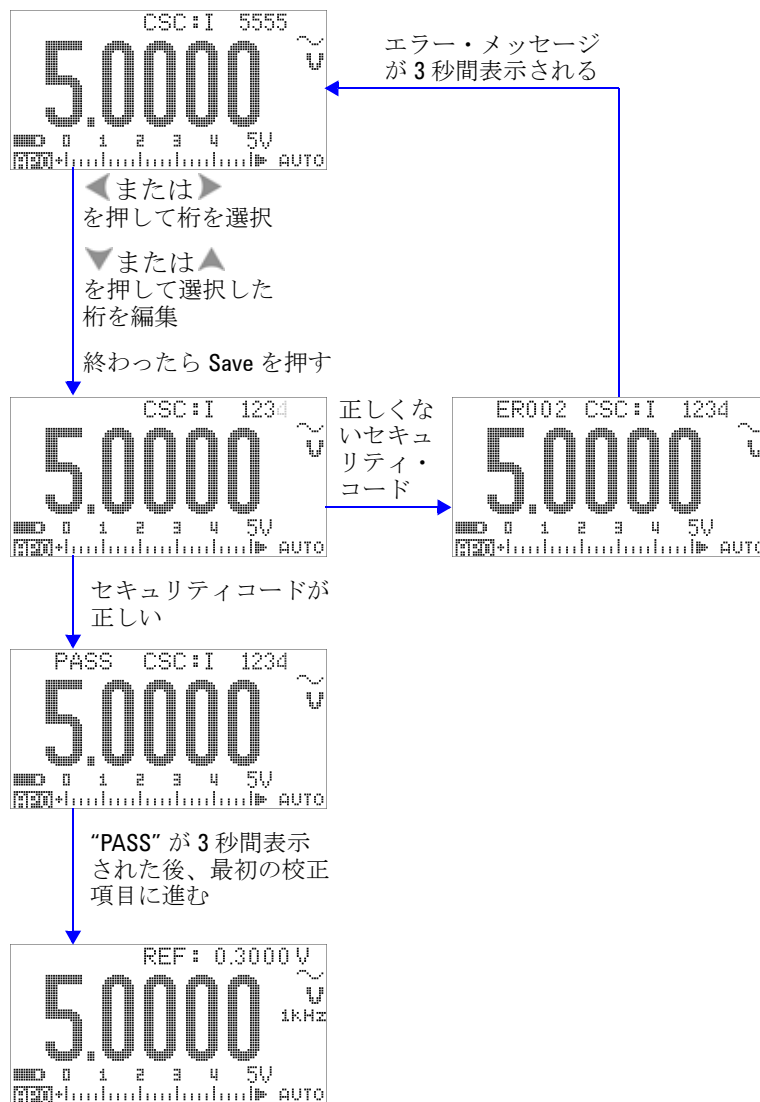 CSC:I 5555
5.0000 V
0 1 2 3 4 5V
APO AUTO
エラー・メッセージ
が 3 秒間表示される
または
を押して桁を選択
または
を押して選択した
桁を編集
終わったら Save を押す
CSC:I 1234
5.0000 V
0 1 2 3 4 5V
APO AUTO
正しくな
いセキュ
リティ・
コード
ER002 CSC:I 1234
5.0000 V
0 1 2 3 4 5V
APO AUTO
セキュリティコードが
正しい
PASS CSC:I 1234
5.0000 V
0 1 2 3 4 5V
APO AUTO
“PASS” が 3 秒間表示
された後、最初の校正
項目に進む
REF: 0.3000 V
5.0000 V
1kHz
0 1 2 3 4 5V
APO AUTO